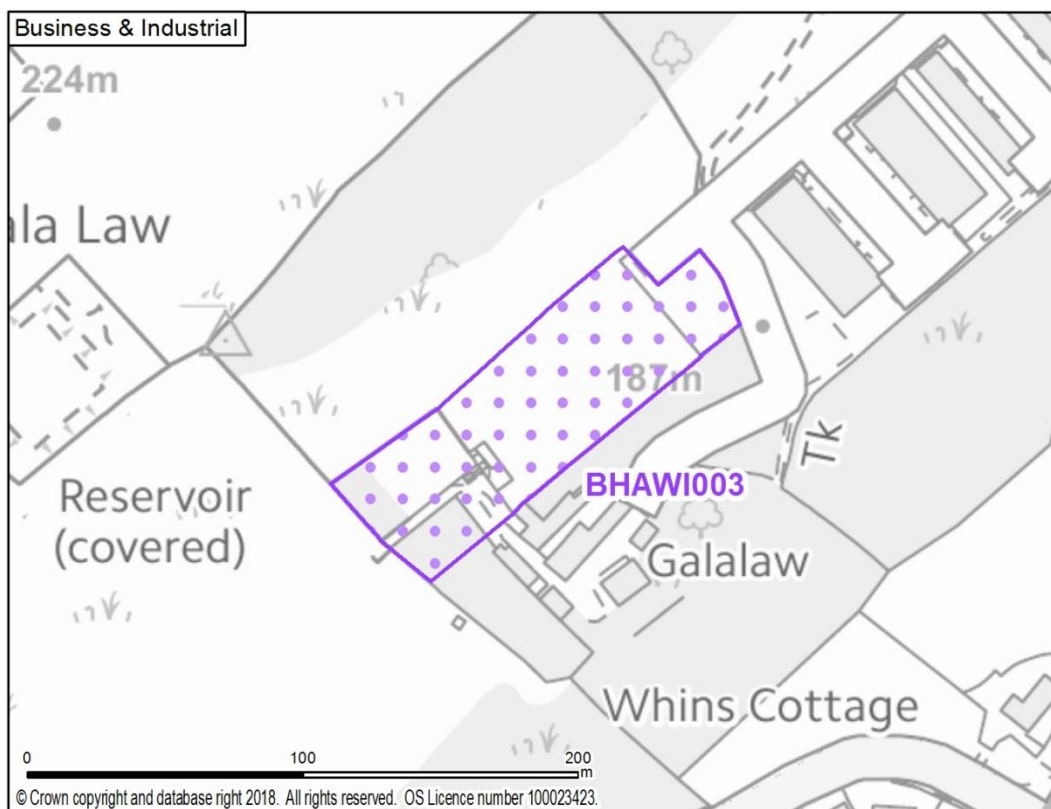 Business & Industrial
224m
ala Law
187m
Tk
BHAWI003
Reservoir
(covered)
Galalaw
Whins Cottage
0 100 200
m
© Crown copyright and database right 2018. All rights reserved. OS Licence number 100023423.